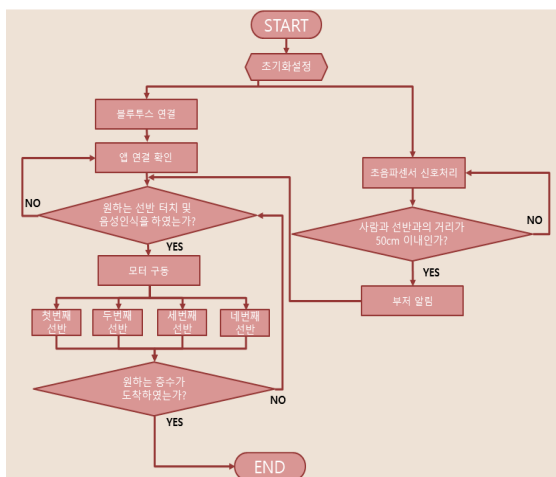 START
초기화설정
블루투스 연결
앱 연결 확인
초음파센서 신호처리
NO
원하는 선반 터치 및
음성인식을 하였는가?
YES
사람과 선반과의 거리가
50cm 이내인가?
NO
YES
모터 구동
부저 알림
첫번째
선반
두번째
선반
세번째
선반
네번째
선반
원하는 층수가
도착하였는가?
NO
YES
END